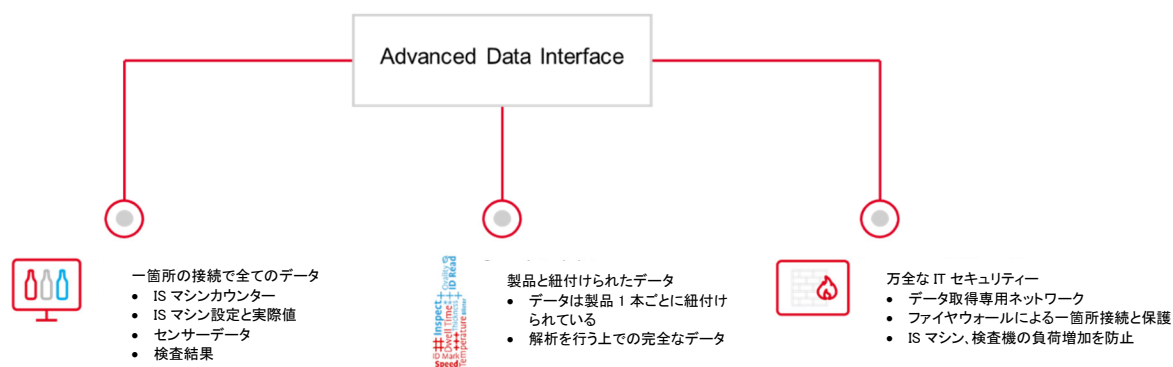 Advanced Data Interface
一箇所の接続で全てのデータ
• IS マシンカウンター
• IS マシン設定と実際値
• センサーデータ
• 検査結果
Inspect
Dwell Time
Thickness
Quality
ID Read
ID Mark
Speed
Temperature
製品と紐付けられたデータ
• データは製品 1 本ごとに紐付け
られている
• 解析を行う上での完全なデータ
万全な IT セキュリティー
• データ取得専用ネットワーク
• ファイヤウォールによる一箇所接続と保護
• IS マシン、検査機の負荷増加を防止